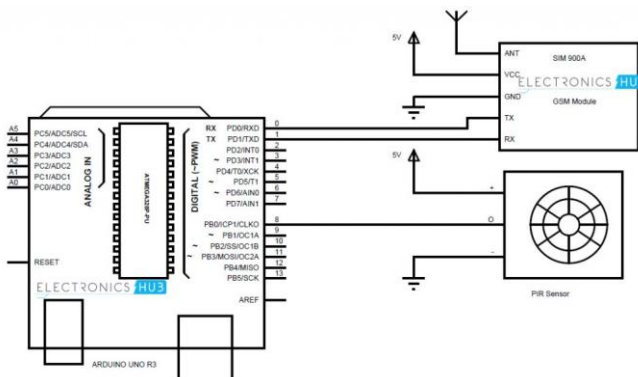 5V
ANT
SIM 900A
VCC
ELECTRONICS HU
GND
GSM Module
TX
RX
A5 PC5/ADC5/SCL
A4 PC4/ADC4/SDA
A3 PC3/ADC3
A2 PC2/ADC2
A1 PC1/ADC1
A0 PC0/ADC0
ANALOG IN
RESET
ATMEGA328P-PU
DIGITAL (~PWM)
RX PD0/RXD 0
TX PD1/TXD 1
PD2/INT0 2
~ PD3/INT1 3
PD4/T0/XCK 4
~ PD5/T1 5
~ PD6/AIN0 6
PD7/AIN1 7
PB0/ICP1/CLKO 8
~ PB1/OC1A 9
~ PB2/SS/OC1B 10
~ PB3/MOSI/OC2A 11
PB4/MISO 12
PB5/SCK 13
AREF
ELECTRONICS HUB
ARDUINO UNO R3
5V
+
O
-
PIR Sensor